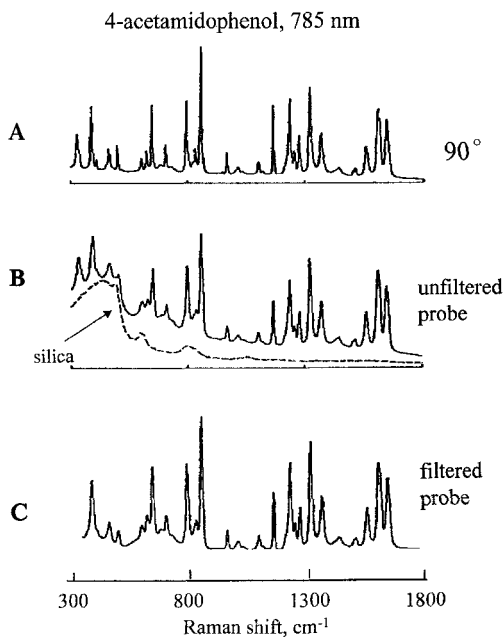 4-acetamidophenol, 785 nm
A
90°
B
unfiltered
probe
silica
C
filtered
probe
300 800 1300 1800
Raman shift, cm-1